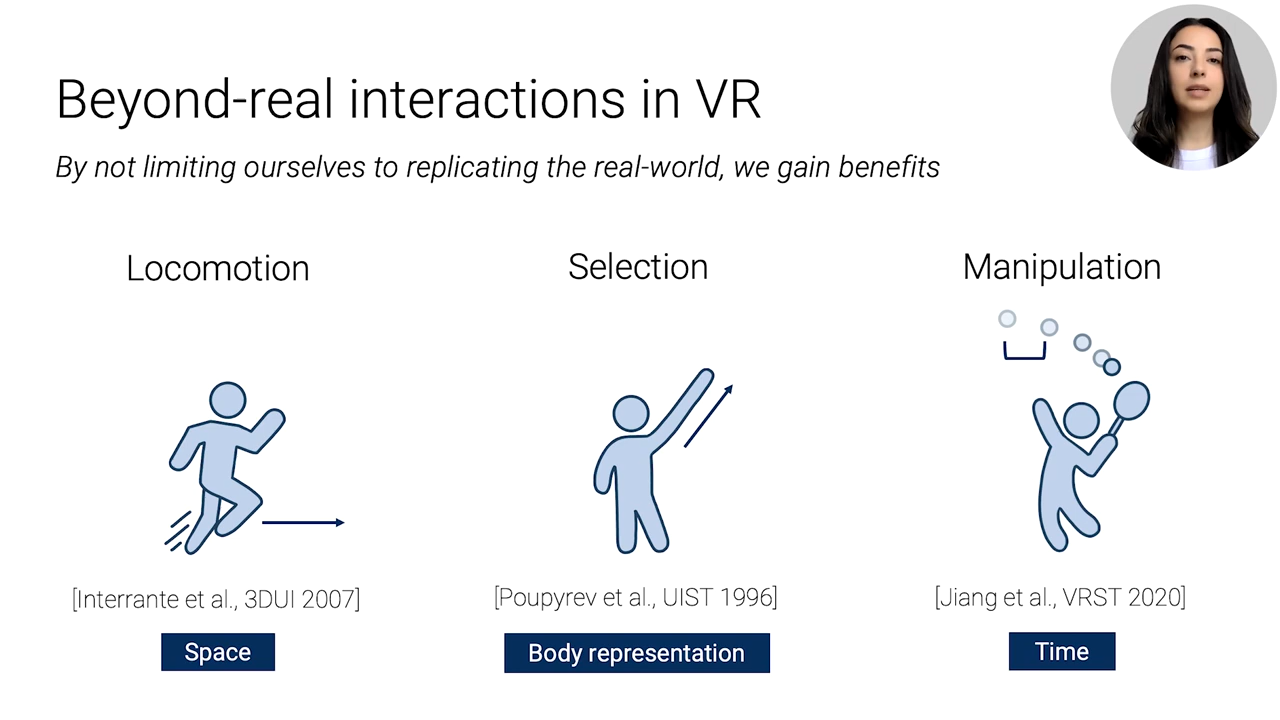 Beyond-real interactions in VR
By not limiting ourselves to replicating the real-world, we gain benefits
Locomotion
Selection
Manipulation
[Interrante et al., 3DUI 2007]
[Poupyrev et al., UIST 1996]
[Jiang et al., VRST 2020]
Space
Body representation
Time